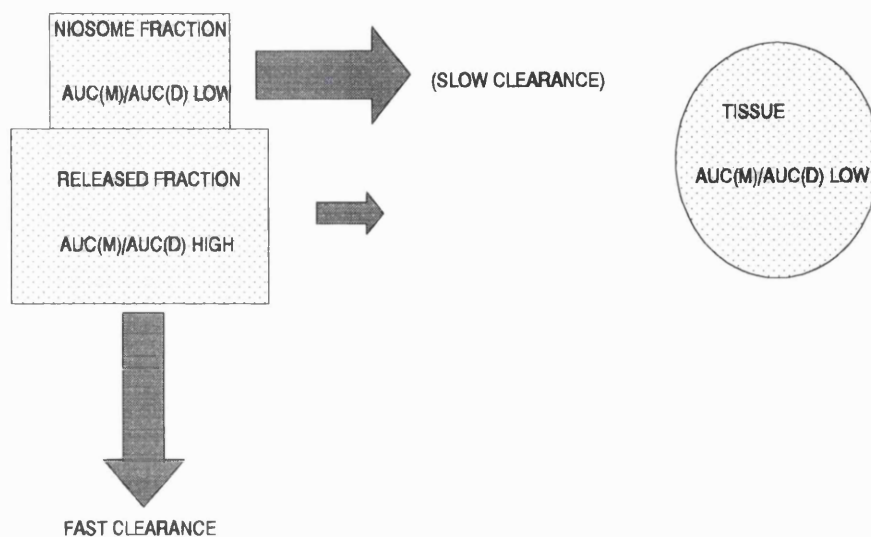 NIOSOME FRACTION
AUC(M)/AUC(D) LOW
(SLOW CLEARANCE)
TISSUE
AUC(M)/AUC(D) LOW
RELEASED FRACTION
AUC(M)/AUC(D) HIGH
FAST CLEARANCE